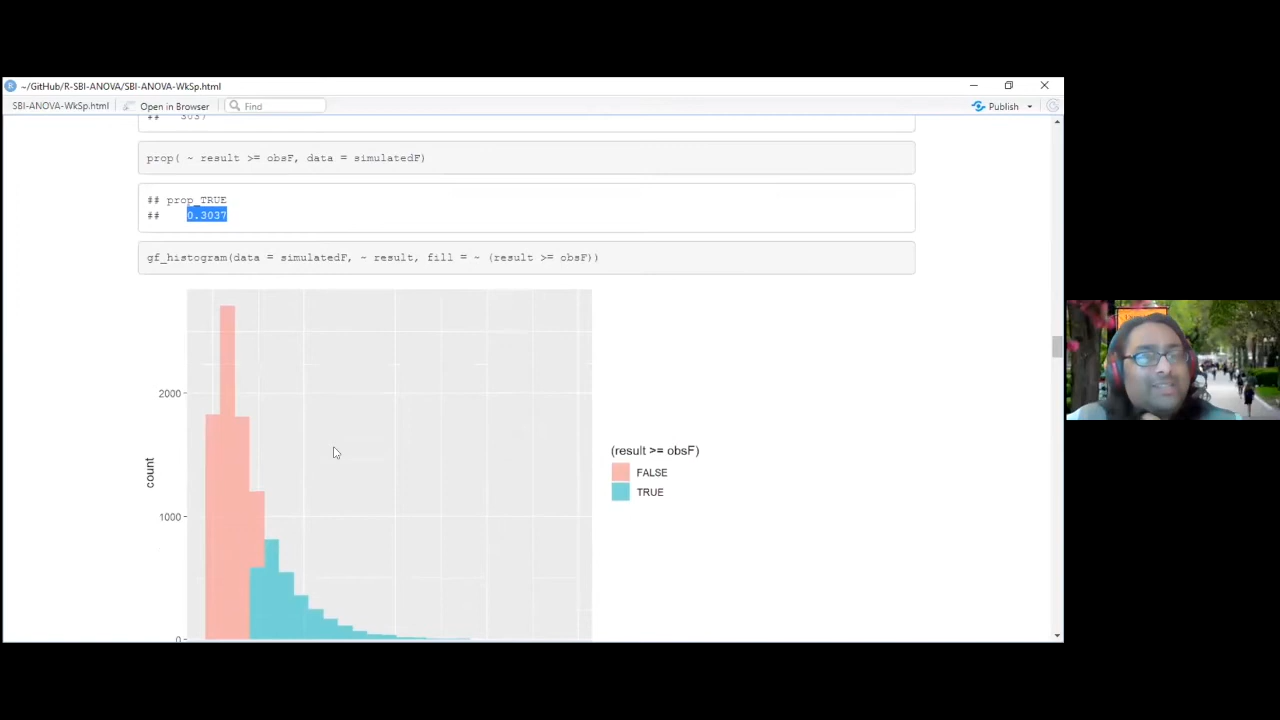 ~/GitHub/R-SBI-ANOVA/SBI-ANOVA-WkSp.html
SBI-ANOVA-WkSp.html Open in Browser Find Publish
prop( ~ result >= obsF, data = simulatedF)
## prop_TRUE
## 0.3037
gf_histogram(data = simulatedF, ~ result, fill = ~ (result >= obsF))
2000
1000
0
count
(result >= obsF)
FALSE
TRUE